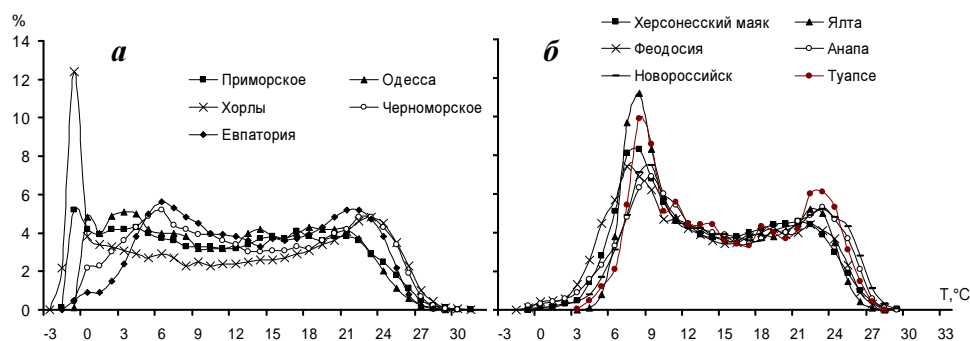 %
14
12
10
8
6
4
2
0
а
Приморское
Одесса
Хорлы
Черноморское
Евпатория
-3 0 3 6 9 12 15 18 21 24 27 30
б
Херсонесский маяк
Ялта
Феодосия
Анапа
Новороссийск
Туапсе
-3 0 3 6 9 12 15 18 21 24 27 30 33
T,°C